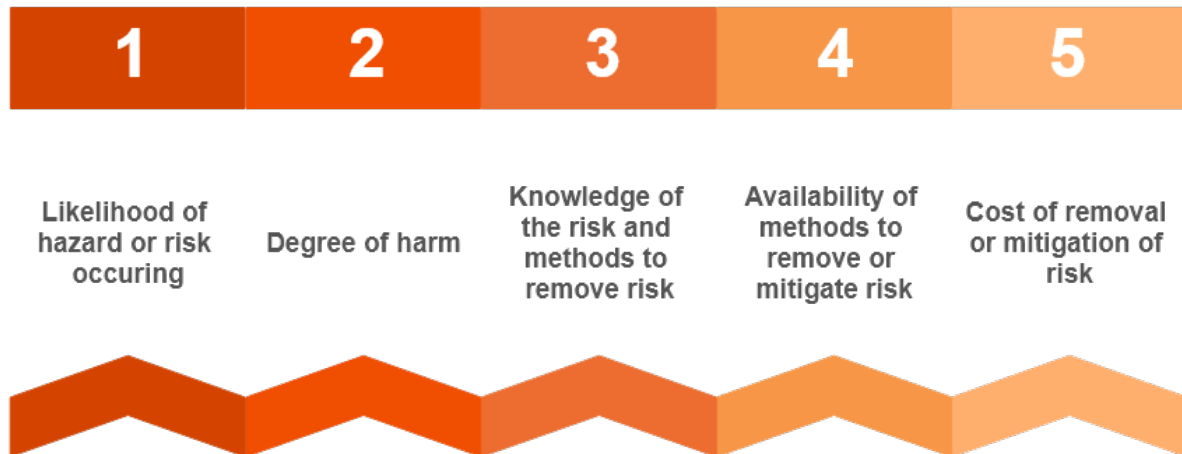 1
Likelihood of
hazard or risk
occuring
2
Degree of harm
3
Knowledge of
the risk and
methods to
remove risk
4
Availability of
methods to
remove or
mitigate risk
5
Cost of removal
or mitigation of
risk